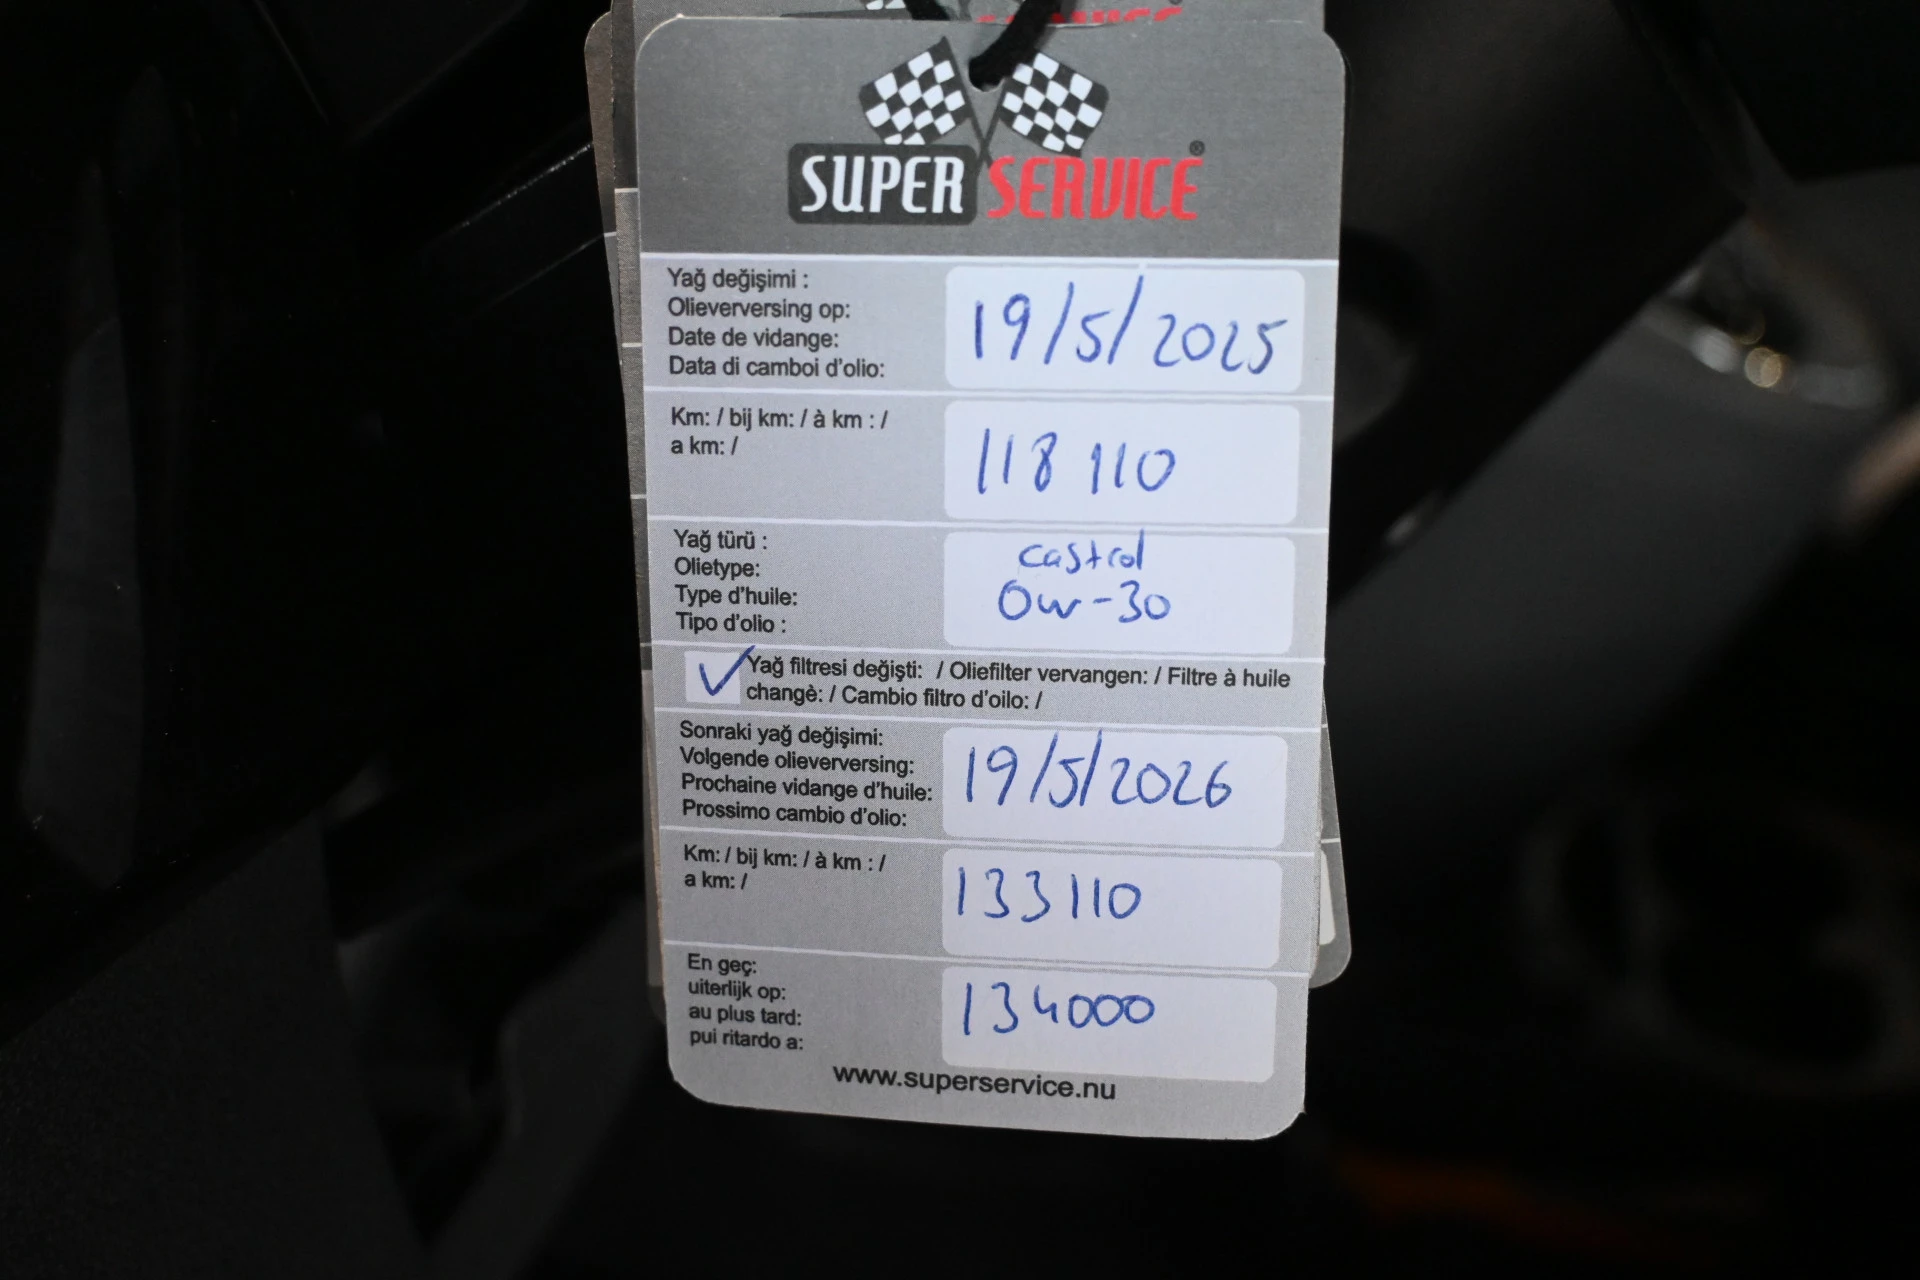 SUPER SERVICE®
Yağ değişimi :
Olieverversing op:
Date de vidange:
Data di camboi d'olio:
19/5/2025
Km: / bij km: / à km : /
a km: /
118 110
Yağ türü :
Olietype:
Type d'huile:
Tipo d'olio :
castrol
0w-30
✓ Yağ filtresi değişti: / Oliefilter vervangen: / Filtre à huile
changè: / Cambio filtro d'oilo: /
Sonraki yağ değişimi:
Volgende olieverversing:
Prochaine vidange d'huile:
Prossimo cambio d'olio:
19/5/2026
Km: / bij km: / à km : /
a km: /
133110
En geç:
uiterlijk op:
au plus tard:
pui ritardo a:
134000
www.superservice.nu